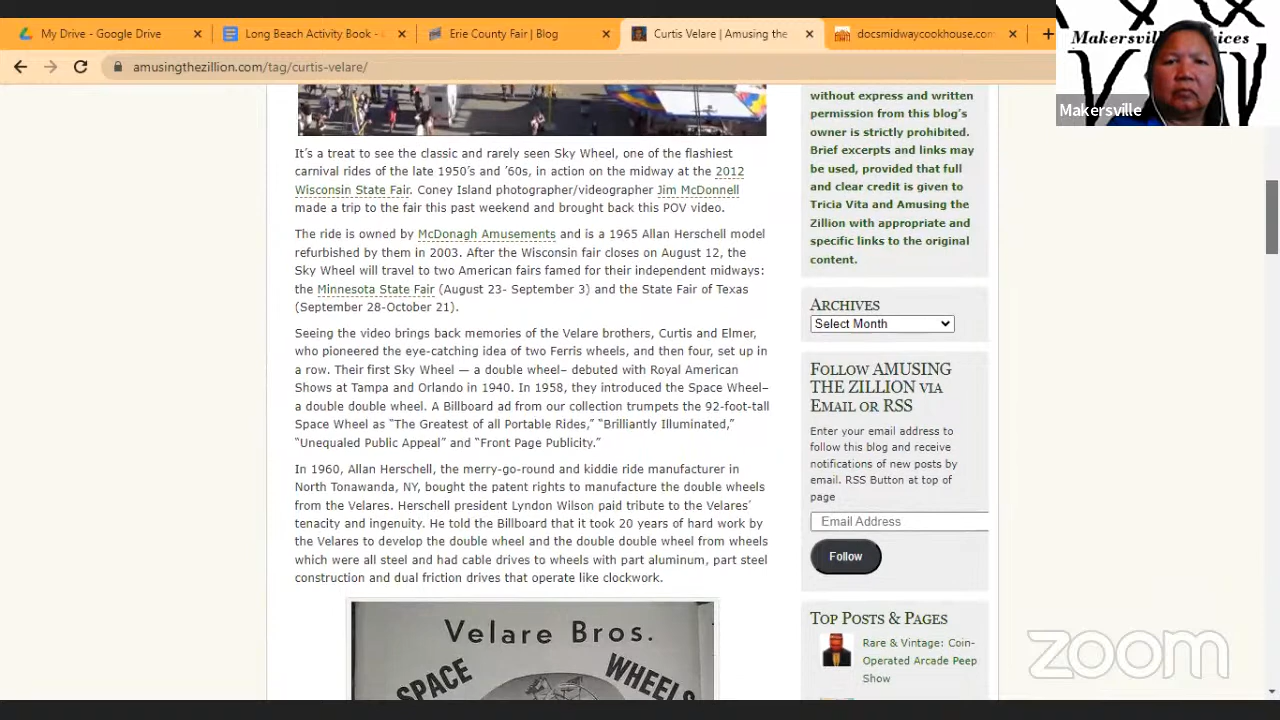 My Drive - Google Drive
Long Beach Activity Book -
Erie County Fair | Blog
Curtis Velare | Amusing the
docsmidwaycookhouse.com
amusingthezillion.com/tag/curtis-velare/
Makersville
Makersville
It's a treat to see the classic and rarely seen Sky Wheel, one of the flashiest
carnival rides of the late 1950's and '60s, in action on the midway at the 2012
Wisconsin State Fair. Coney Island photographer/videographer Jim McDonnell
made a trip to the fair this past weekend and brought back this POV video.
The ride is owned by McDonagh Amusements and is a 1965 Allan Herschell model
refurbished by them in 2003. After the Wisconsin fair closes on August 12, the
Sky Wheel will travel to two American fairs famed for their independent midways:
the Minnesota State Fair (August 23- September 3) and the State Fair of Texas
(September 28-October 21).
Seeing the video brings back memories of the Velare brothers, Curtis and Elmer,
who pioneered the eye-catching idea of two Ferris wheels, and then four, set up in
a row. Their first Sky Wheel — a double wheel– debuted with Royal American
Shows at Tampa and Orlando in 1940. In 1958, they introduced the Space Wheel–
a double double wheel. A Billboard ad from our collection trumpets the 92-foot-tall
Space Wheel as "The Greatest of all Portable Rides," "Brilliantly Illuminated,"
"Unequaled Public Appeal" and "Front Page Publicity."
In 1960, Allan Herschell, the merry-go-round and kiddie ride manufacturer in
North Tonawanda, NY, bought the patent rights to manufacture the double wheels
from the Velares. Herschell president Lyndon Wilson paid tribute to the Velares'
tenacity and ingenuity. He told the Billboard that it took 20 years of hard work by
the Velares to develop the double wheel and the double double wheel from wheels
which were all steel and had cable drives to wheels with part aluminum, part steel
construction and dual friction drives that operate like clockwork.
Velare Bros.
SPACE WHEELS
without express and written
permission from this blog's
owner is strictly prohibited.
Brief excerpts and links may
be used, provided that full
and clear credit is given to
Tricia Vita and Amusing the
Zillion with appropriate and
specific links to the original
content.
Archives
Select Month
Follow AMUSING
THE ZILLION via
Email or RSS
Enter your email address to
follow this blog and receive
notifications of new posts by
email. RSS Button at top of
page
Email Address
Follow
Top Posts & Pages
Rare & Vintage: Coin-
Operated Arcade Peep
Show
zoom